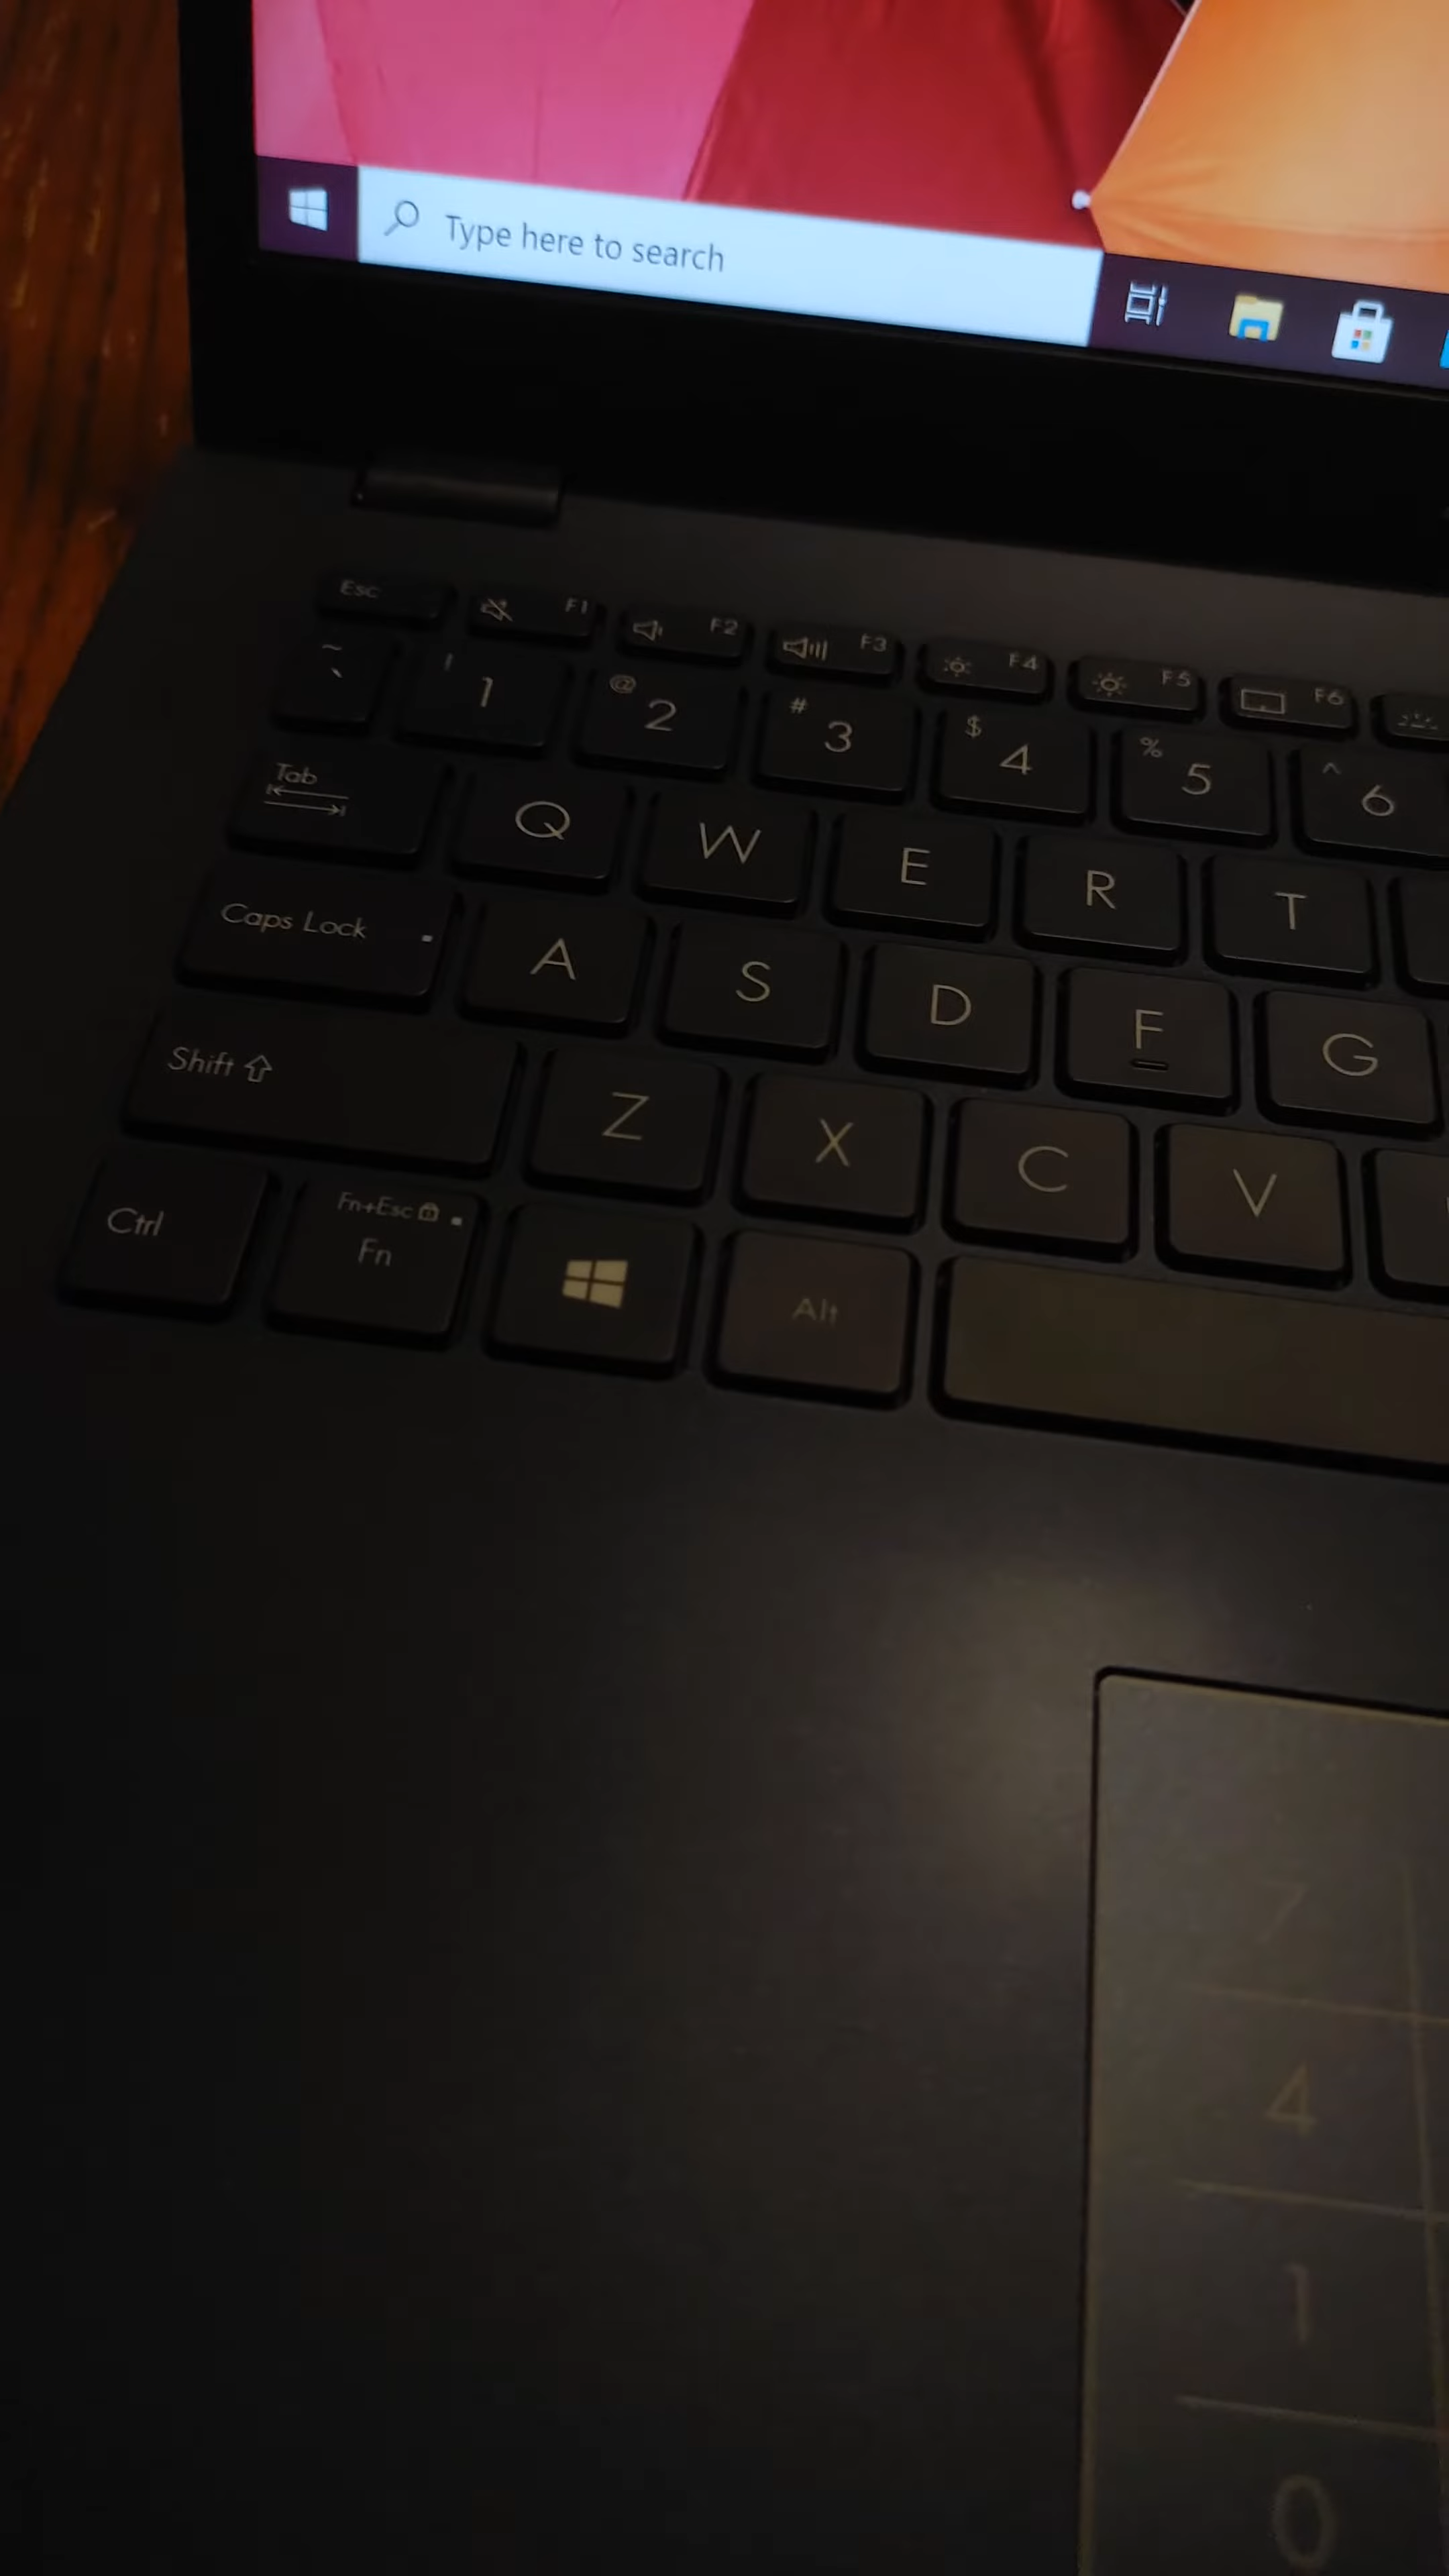 Type here to search
Esc F1 F2 F3 F4 F5 F6
~ ! @ # $ % ^
` 1 2 3 4 5 6
Tab Q W E R T
Caps Lock A S D F G
Shift Z X C V
Fn+Esc
Ctrl Fn Alt
7
4
1
0